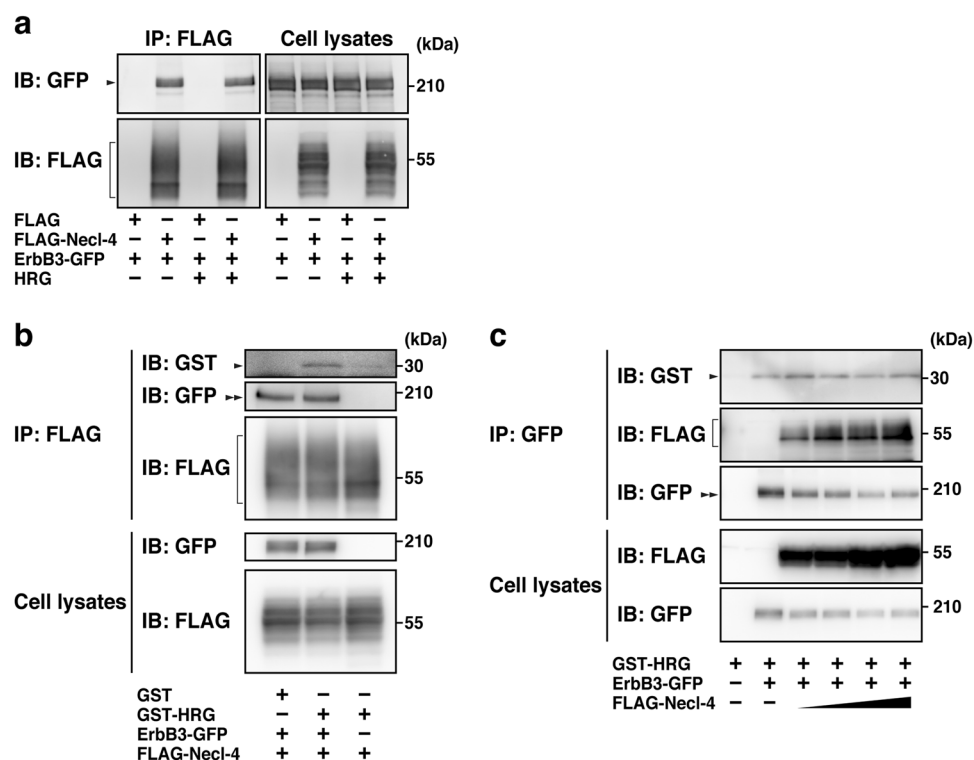 a
IP: FLAG Cell lysates (kDa)
IB: GFP 210
IB: FLAG 55
FLAG + − + − + − + −
FLAG-Necl-4 − + − + − + − +
ErbB3-GFP + + + + + + + +
HRG − − + + − − + +
b
(kDa)
IP: FLAG
IB: GST 30
IB: GFP 210
IB: FLAG 55
Cell lysates
IB: GFP 210
IB: FLAG 55
GST + − −
GST-HRG − + +
ErbB3-GFP + + −
FLAG-Necl-4 + + +
c
(kDa)
IP: GFP
IB: GST 30
IB: FLAG 55
IB: GFP 210
Cell lysates
IB: FLAG 55
IB: GFP 210
GST-HRG + + + + + +
ErbB3-GFP − + + + + +
FLAG-Necl-4 − −